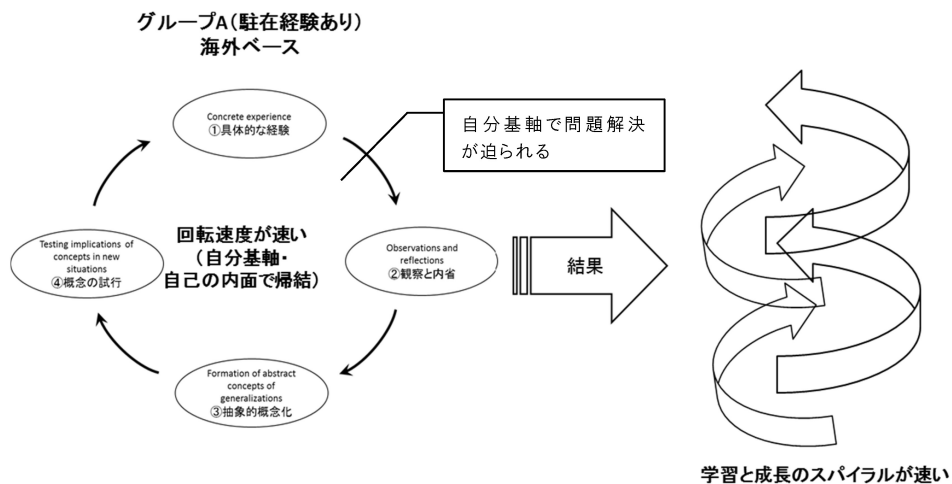 グループA(駐在経験あり)
海外ベース
Concrete experience
①具体的な経験
自分基軸で問題解決
が迫られる
Testing implications of
concepts in new
situations
④概念の試行
回転速度が速い
(自分基軸・
自己の内面で帰結)
Observations and
reflections
②観察と内省
結果
Formation of abstract
concepts of
generalizations
③抽象的概念化
学習と成長のスパイラルが速い